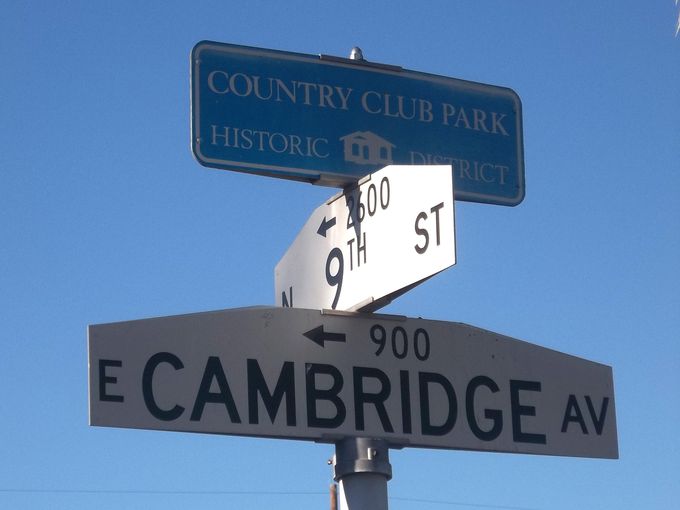 COUNTRY CLUB PARK
HISTORIC DISTRICT
← 2600
N 9TH ST
← 900
E CAMBRIDGE AV